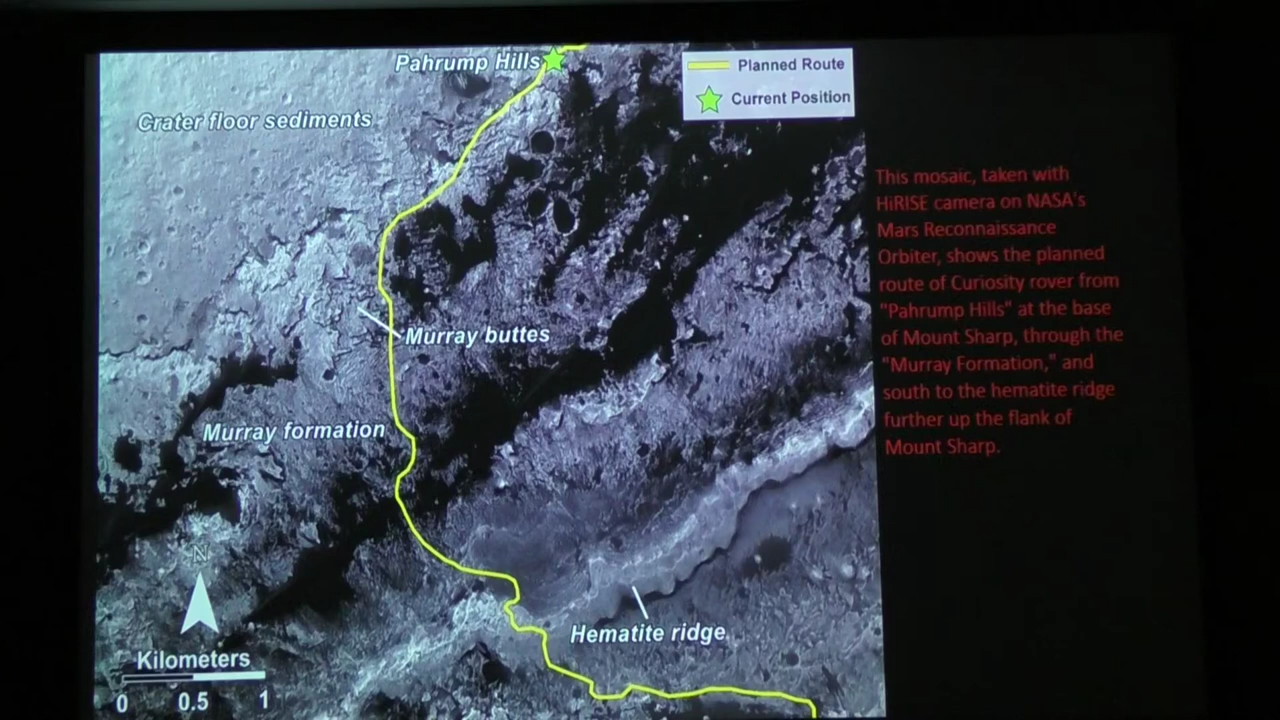 Pahrump Hills
Planned Route
Current Position
Crater floor sediments
Murray buttes
Murray formation
N
Hematite ridge
Kilometers
0 0.5 1
This mosaic, taken with
HiRISE camera on NASA's
Mars Reconnaissance
Orbiter, shows the planned
route of Curiosity rover from
"Pahrump Hills" at the base
of Mount Sharp, through the
"Murray Formation," and
south to the hematite ridge
further up the flank of
Mount Sharp.